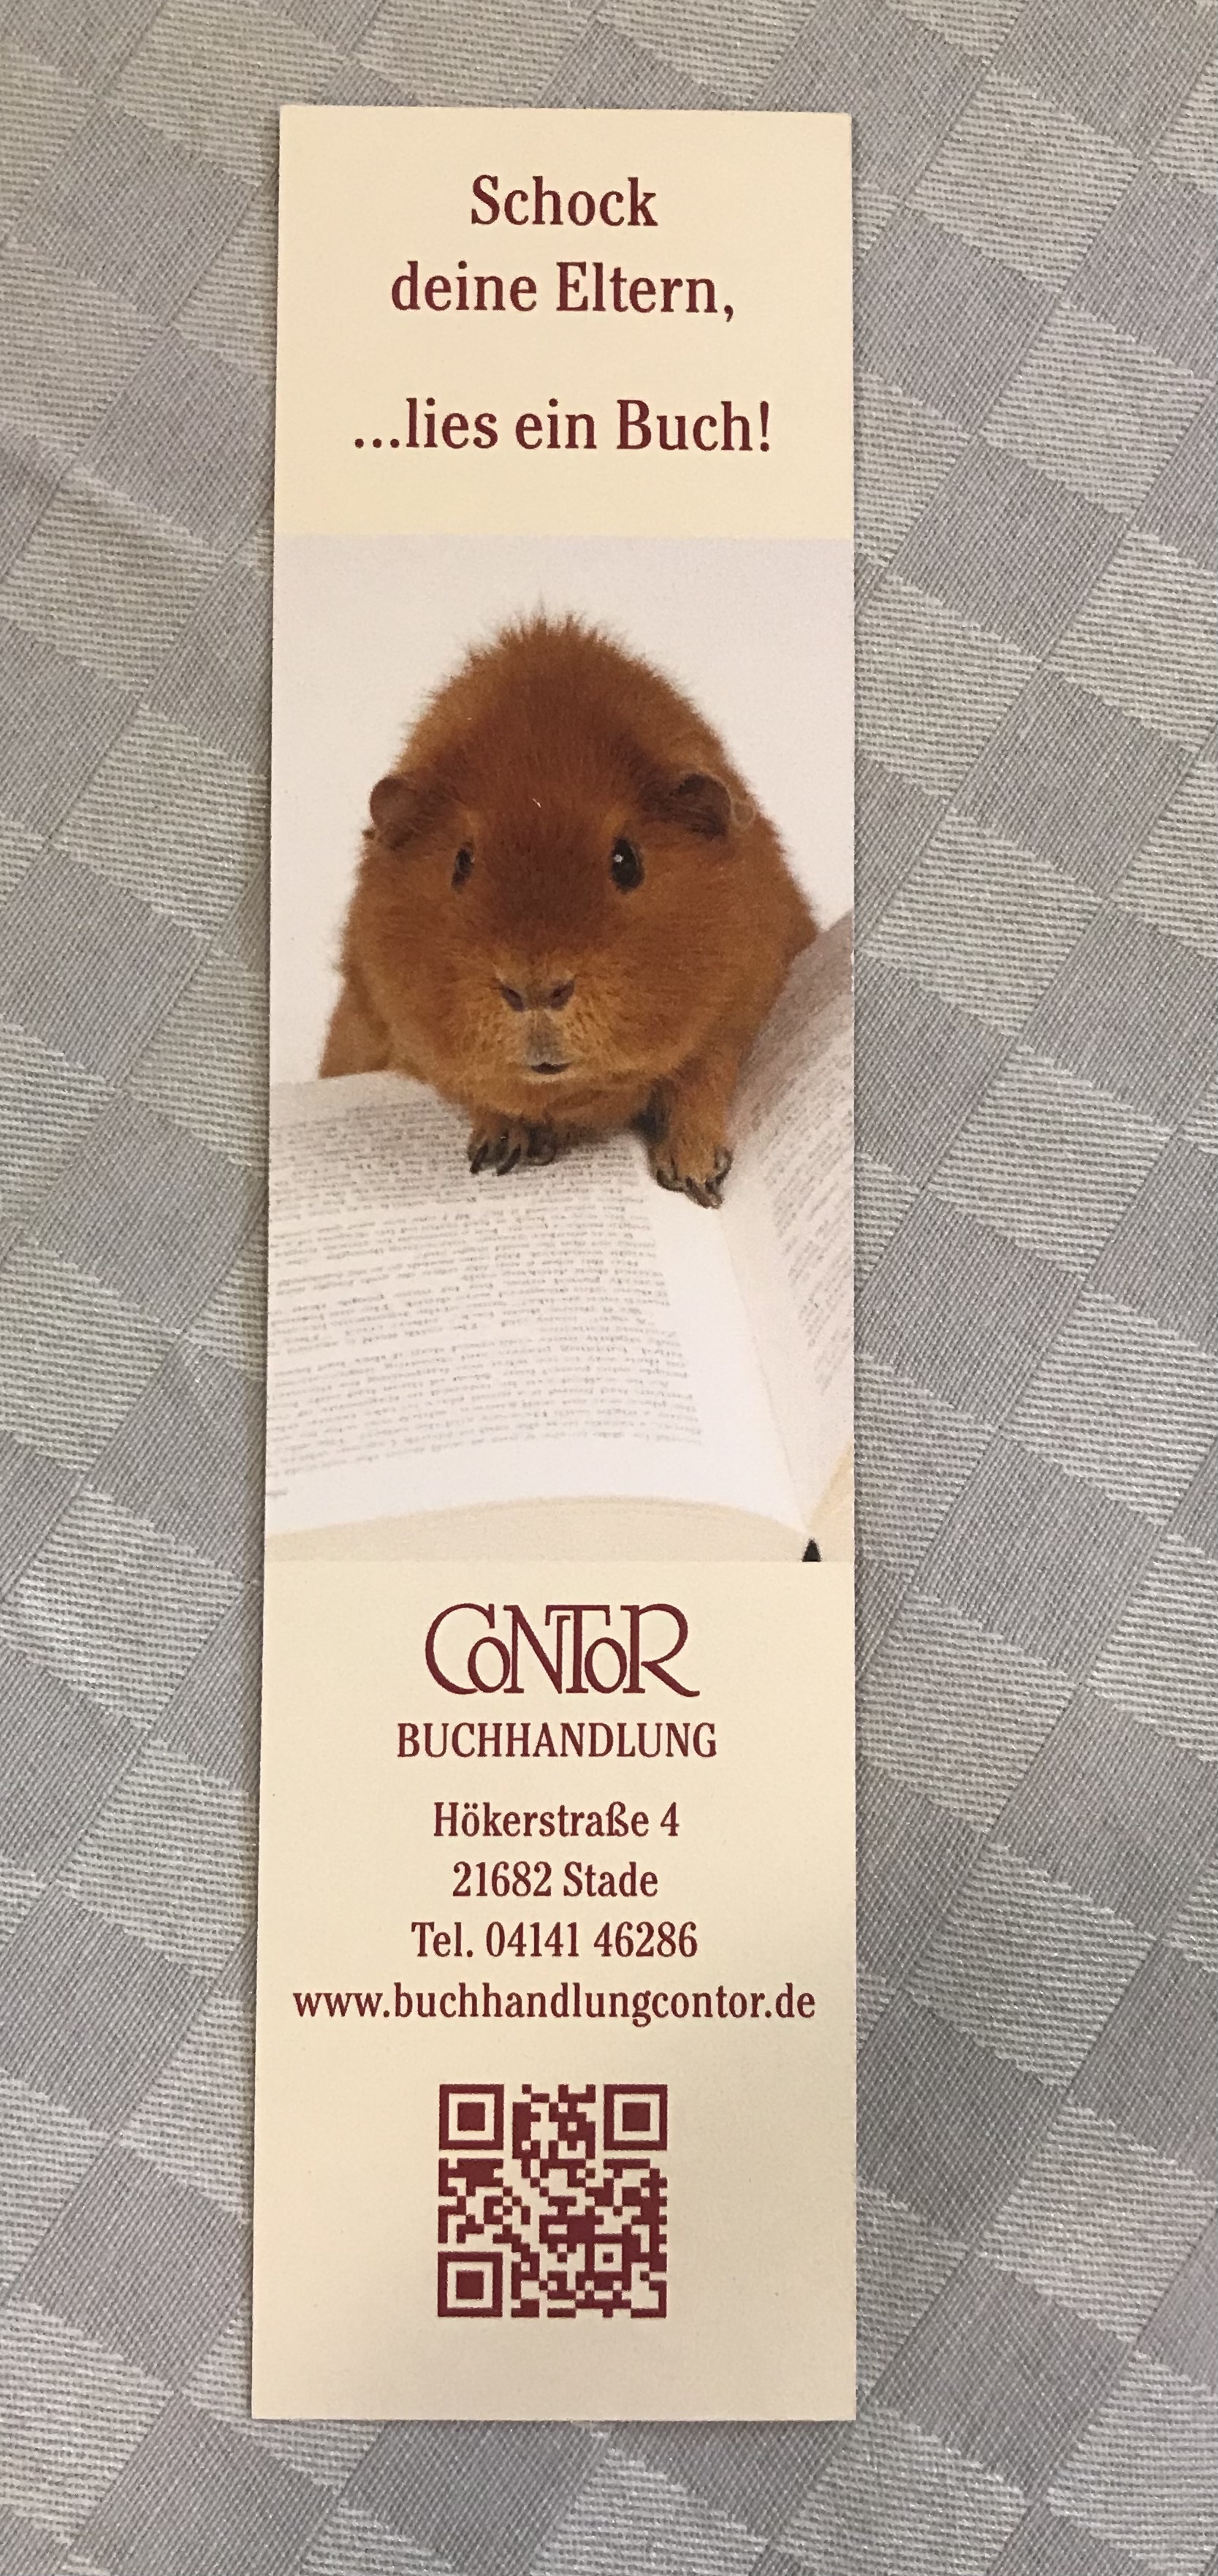 Schock
deine Eltern,
...lies ein Buch!
CONTOR
BUCHHANDLUNG
Hökerstraße 4
21682 Stade
Tel. 04141 46286
www.buchhandlungcontor.de